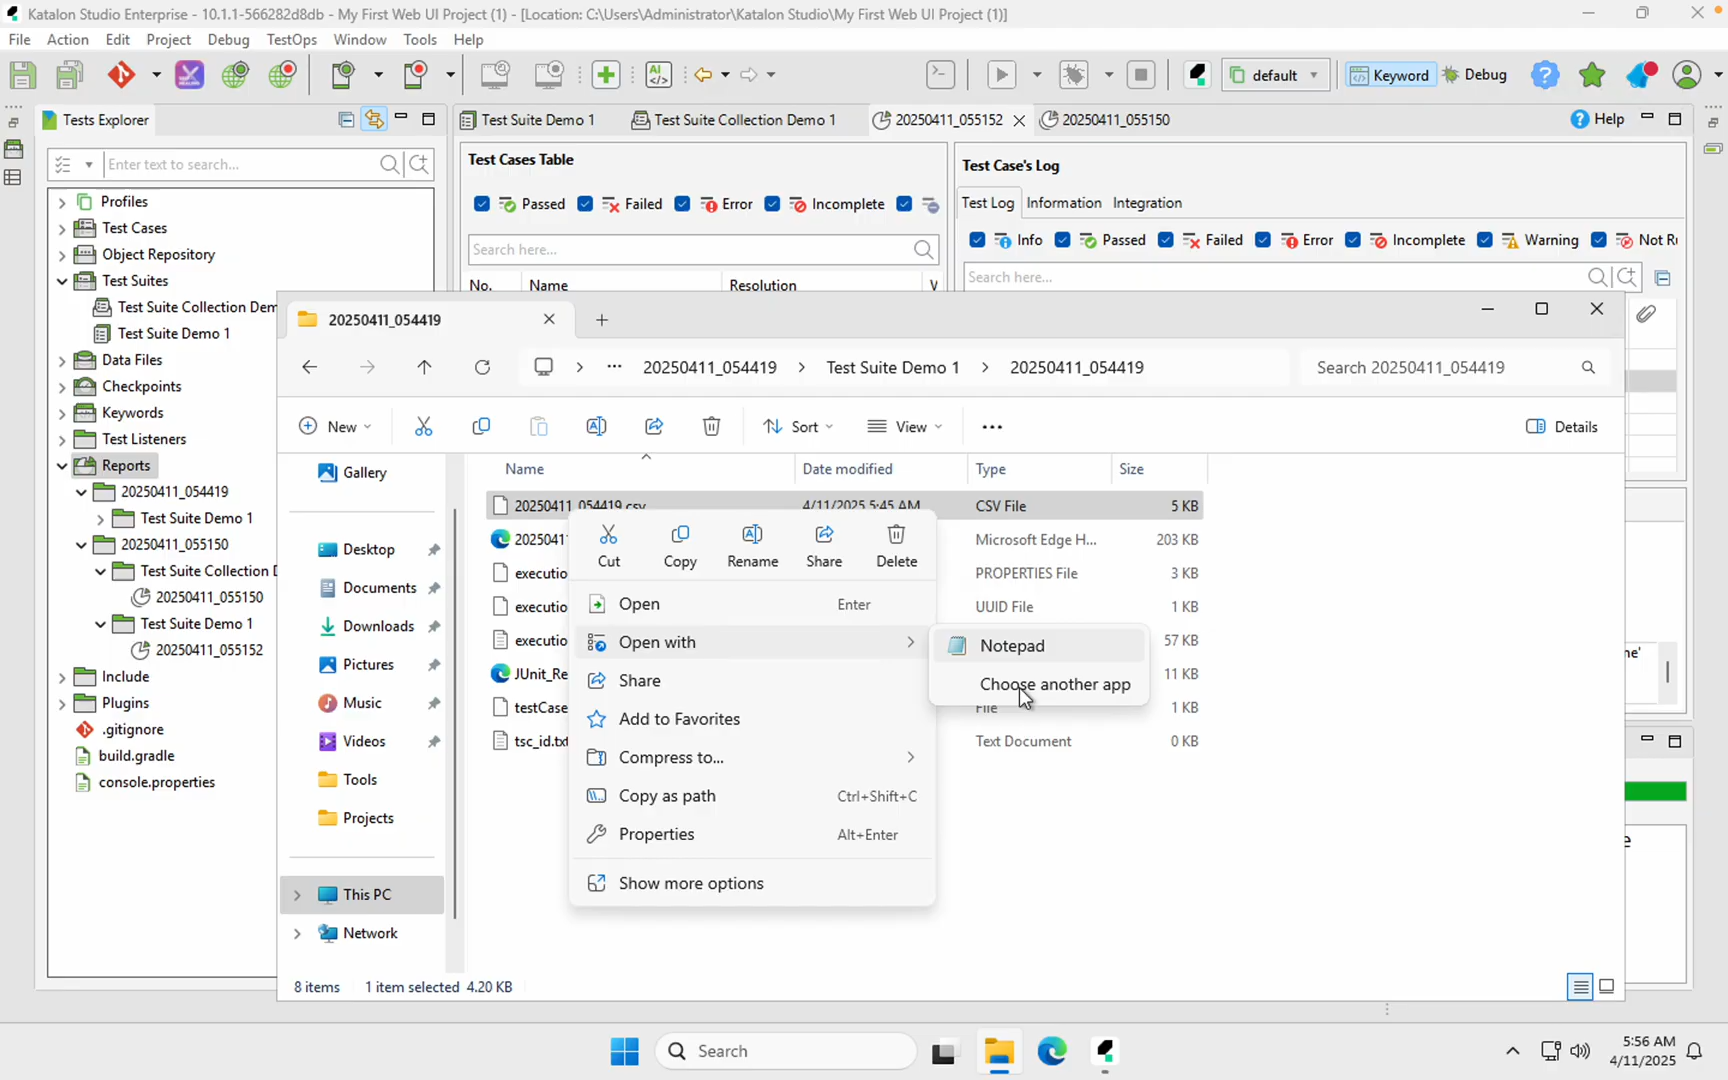 Katalon Studio Enterprise - 10.1.1-566282d8db - My First Web UI Project (1) - [Location: C:\Users\Administrator\Katalon Studio\My First Web UI Project (1)]
File Action Edit Project Debug TestOps Window Tools Help
default Keyword Debug
Tests Explorer
Test Suite Demo 1 Test Suite Collection Demo 1 20250411_055152 20250411_055150 Help
Enter text to search...
Test Cases Table
Passed Failed Error Incomplete
Search here...
No. Name Resolution
Test Case's Log
Test Log Information Integration
Info Passed Failed Error Incomplete Warning Not Ru
Search here...
Profiles
Test Cases
Object Repository
Test Suites
Test Suite Collection Dem
Test Suite Demo 1
Data Files
Checkpoints
Keywords
Test Listeners
Reports
20250411_054419
Test Suite Demo 1
20250411_055150
Test Suite Collection D
20250411_055150
Test Suite Demo 1
20250411_055152
Include
Plugins
.gitignore
build.gradle
console.properties
20250411_054419
20250411_054419 Test Suite Demo 1 20250411_054419
Search 20250411_054419
New Sort View Details
Gallery
Desktop
Documents
Downloads
Pictures
Music
Videos
Tools
Projects
This PC
Network
Name Date modified Type Size
20250411_054419.csv 4/11/2025 5:45 AM CSV File 5 KB
2025041 Microsoft Edge H... 203 KB
executio PROPERTIES File 3 KB
executio UUID File 1 KB
executio 57 KB
JUnit_Re 11 KB
testCase File 1 KB
tsc_id.txt Text Document 0 KB
Cut Copy Rename Share Delete
Open Enter
Open with
Share
Add to Favorites
Compress to...
Copy as path Ctrl+Shift+C
Properties Alt+Enter
Show more options
Notepad
Choose another app
ne'
e
8 items 1 item selected 4.20 KB
Search
5:56 AM
4/11/2025